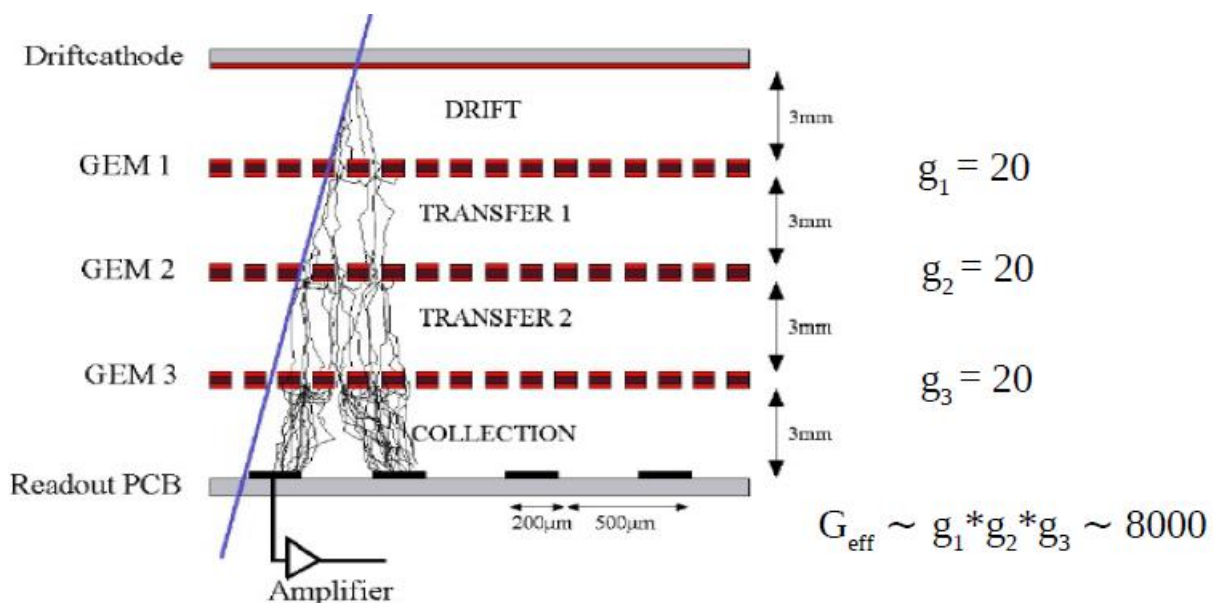 Driftcathode
DRIFT
3mm
GEM 1
g₁ = 20
TRANSFER 1
3mm
GEM 2
g₂ = 20
TRANSFER 2
3mm
GEM 3
g₃ = 20
COLLECTION
3mm
Readout PCB
200µm
500µm
G_eff ~ g₁*g₂*g₃ ~ 8000
Amplifier